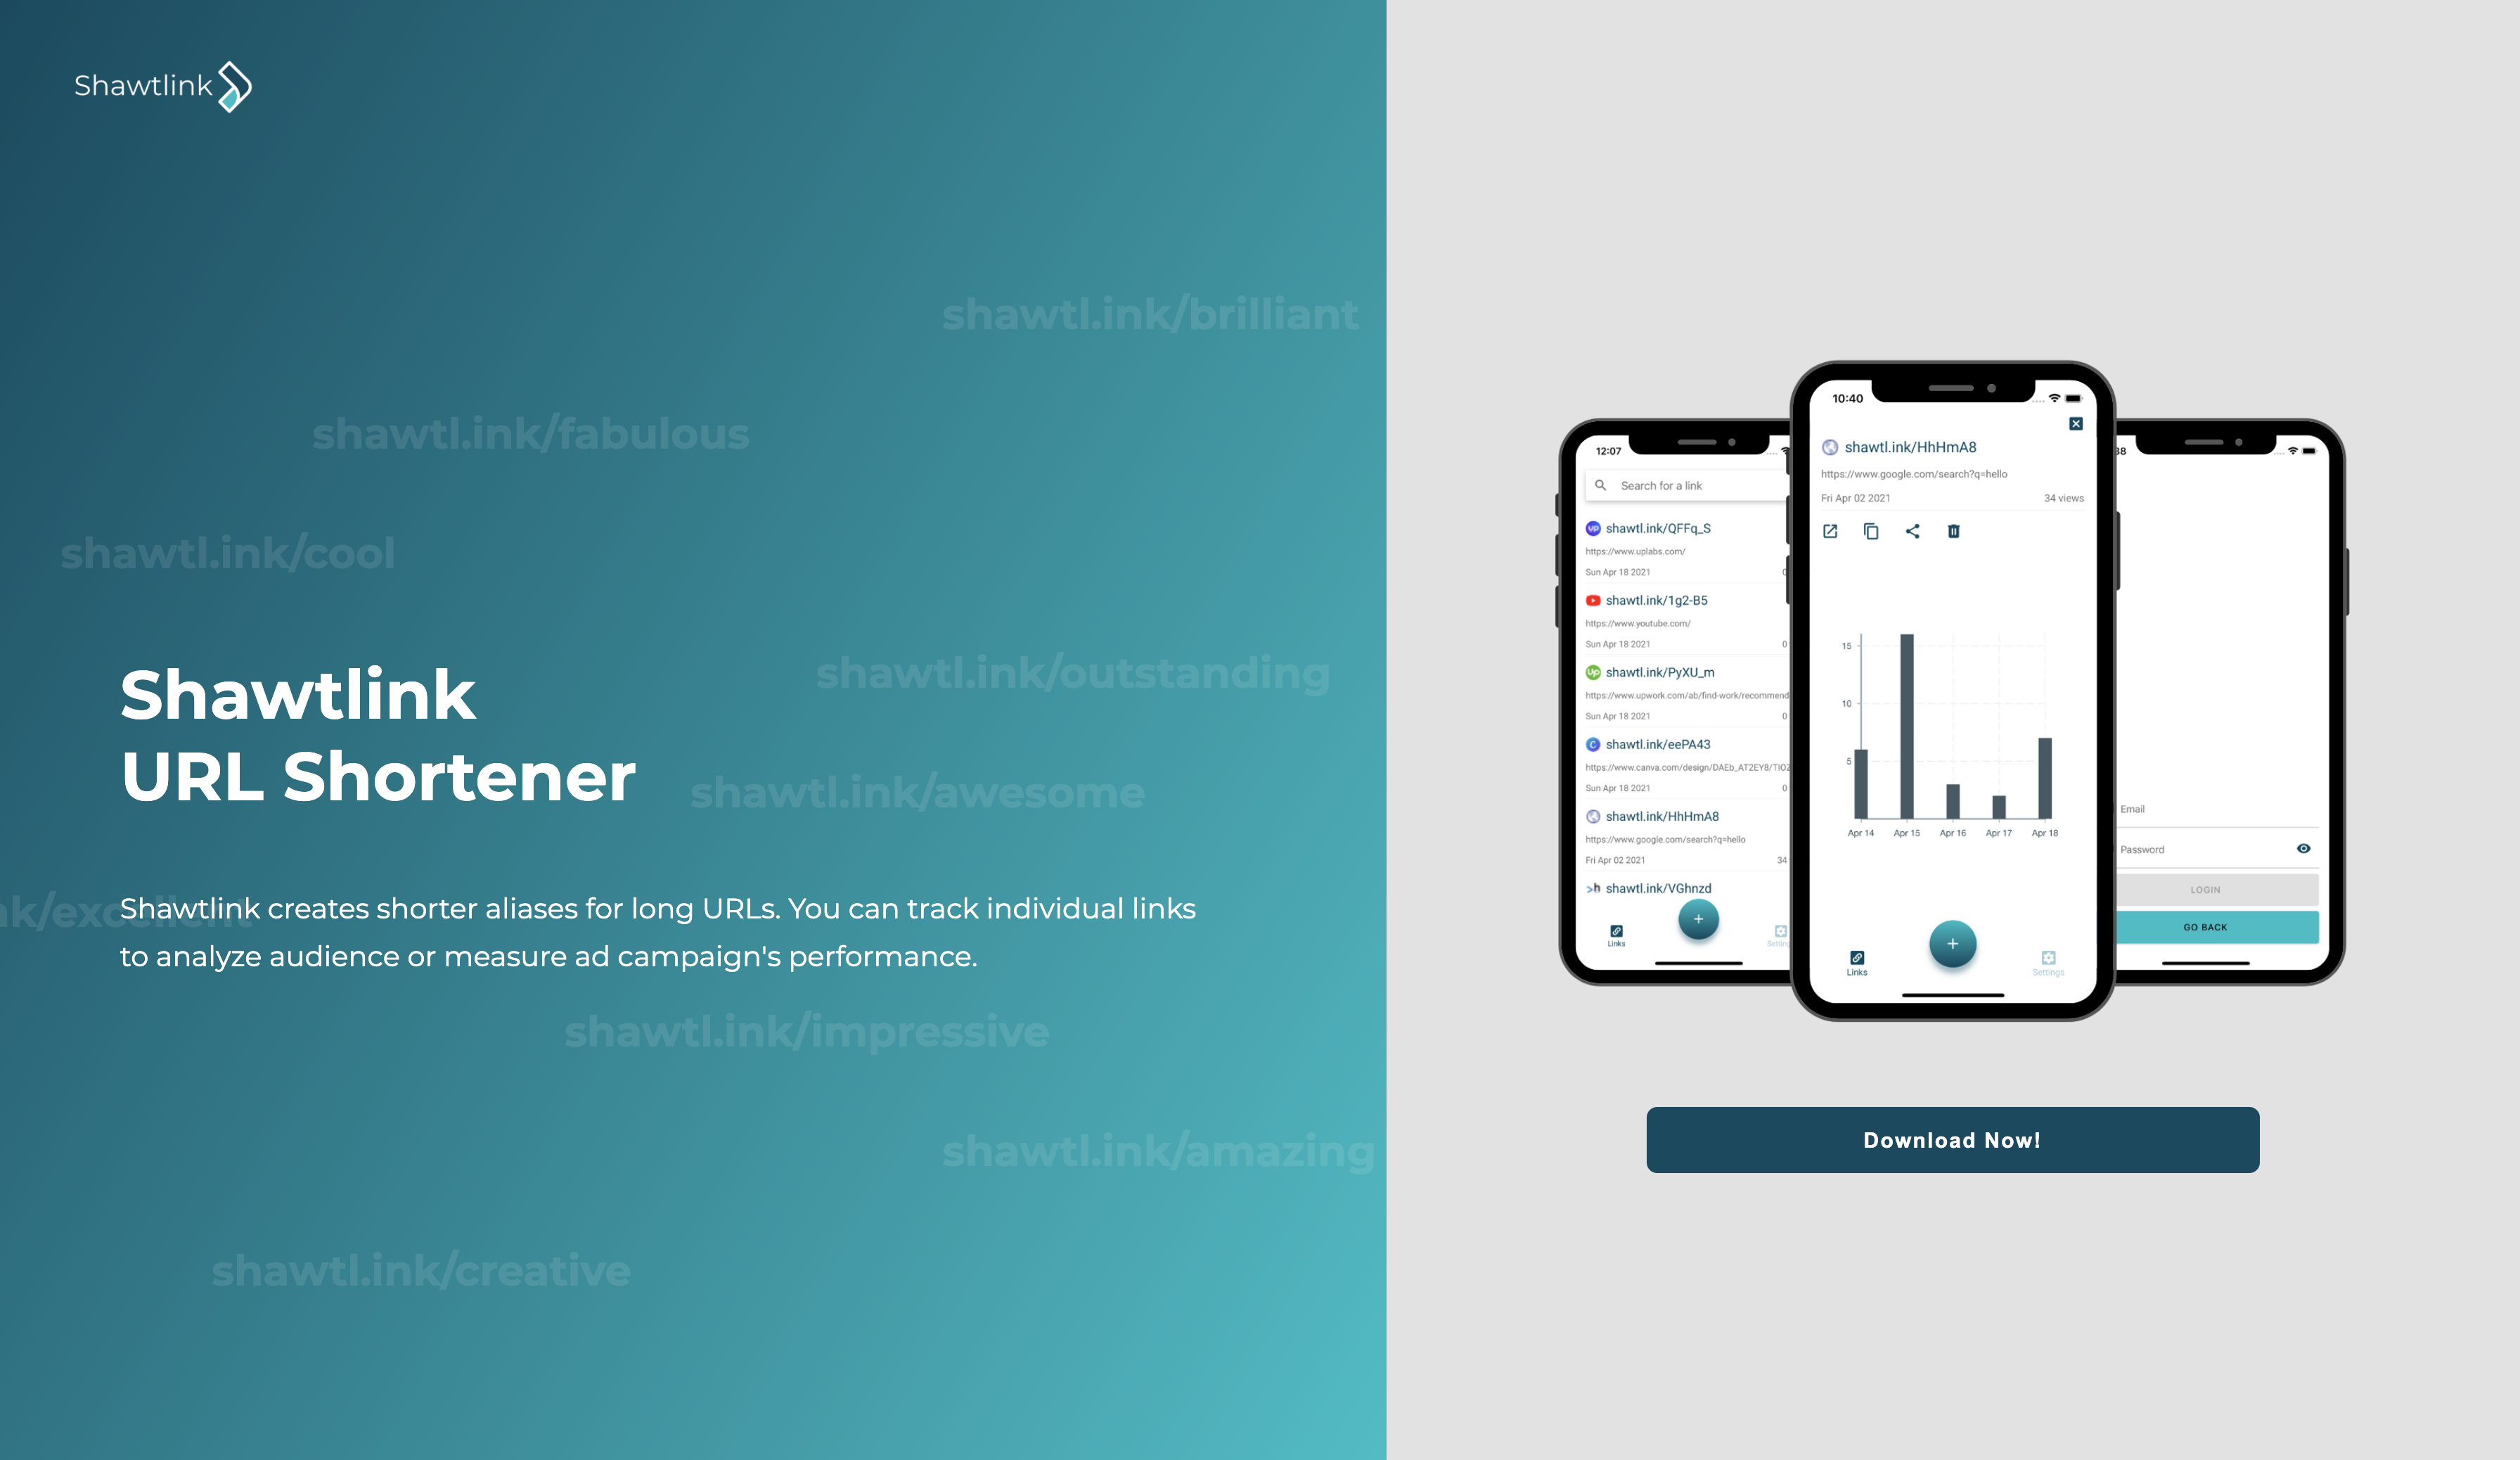 Shawtlink
shawtl.ink/brilliant
shawtl.ink/fabulous
shawtl.ink/cool
shawtl.ink/outstanding
Shawtlink
URL Shortener
shawtl.ink/awesome
nk/excellent
Shawtlink creates shorter aliases for long URLs. You can track individual links
to analyze audience or measure ad campaign's performance.
shawtl.ink/impressive
shawtl.ink/amazing
shawtl.ink/creative
12:07
Search for a link
shawtl.ink/QFFq_S
https://www.uplabs.com/
Sun Apr 18 2021 0
shawtl.ink/1g2-B5
https://www.youtube.com/
Sun Apr 18 2021 0
shawtl.ink/PyXU_m
https://www.upwork.com/ab/find-work/recommend
Sun Apr 18 2021 0
shawtl.ink/eePA43
https://www.canva.com/design/DAEb_AT2EY8/TIOZ
Sun Apr 18 2021 0
shawtl.ink/HhHmA8
https://www.google.com/search?q=hello
Fri Apr 02 2021 34
shawtl.ink/VGhnzd
+
Links Setting
10:40
shawtl.ink/HhHmA8
https://www.google.com/search?q=hello
Fri Apr 02 2021 34 views
15
10
5
Apr 14 Apr 15 Apr 16 Apr 17 Apr 18
+
Links Settings
38
Email
Password
LOGIN
GO BACK
Download Now!